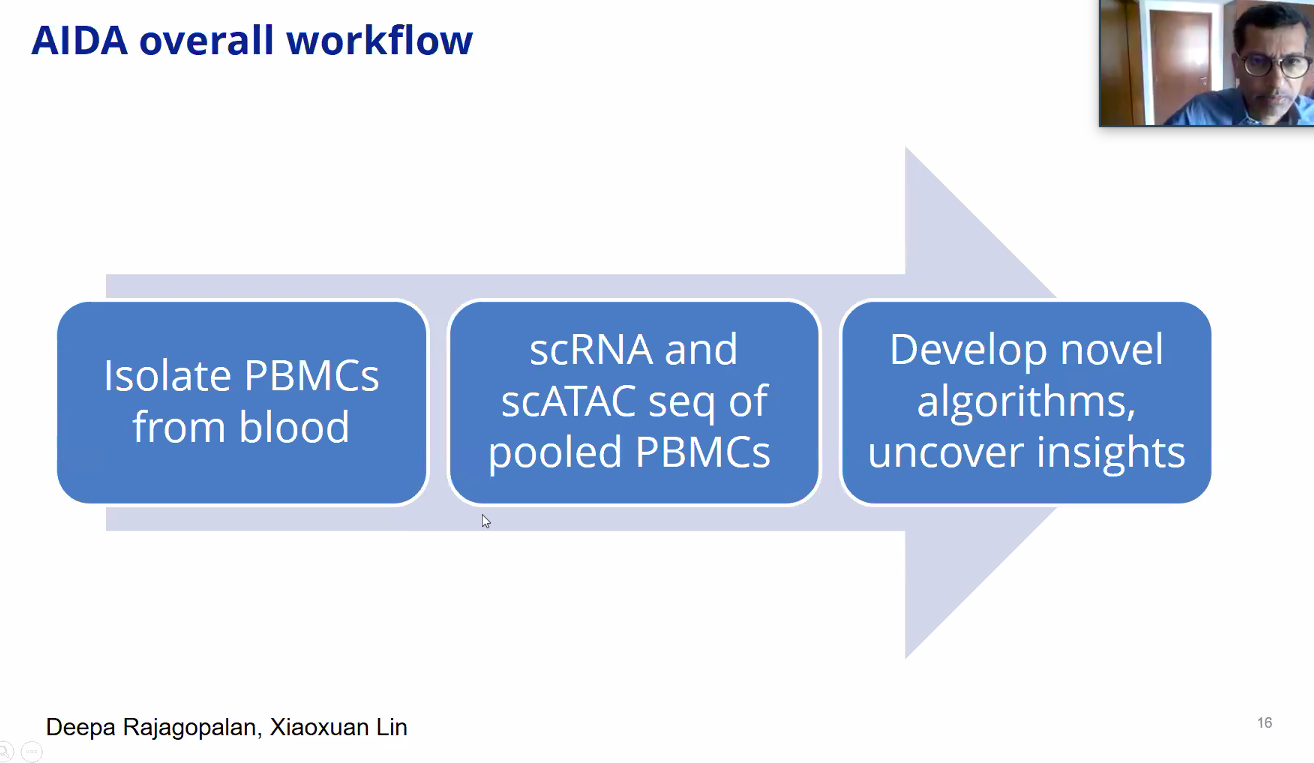 AIDA overall workflow
Isolate PBMCs
from blood
scRNA and
scATAC seq of
pooled PBMCs
Develop novel
algorithms,
uncover insights
Deepa Rajagopalan, Xiaoxuan Lin
16